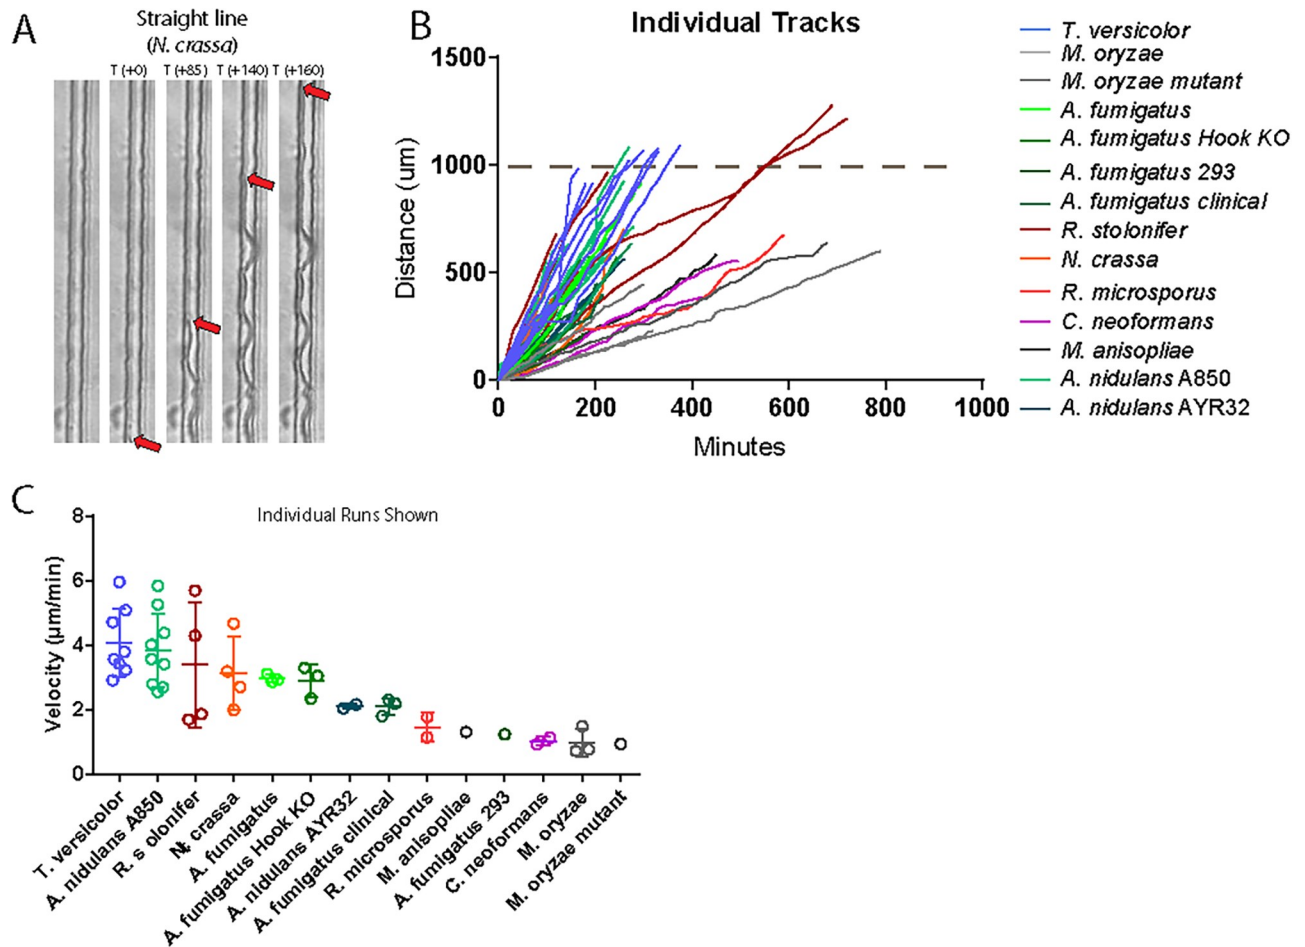 A
Straight line
(N. crassa)
T (+0) T (+85) T (+140) T (+160)
B
Individual Tracks
Distance (um)
1500
1000
500
0
0 200 400 600 800 1000
Minutes
T. versicolor
M. oryzae
M. oryzae mutant
A. fumigatus
A. fumigatus Hook KO
A. fumigatus 293
A. fumigatus clinical
R. stolonifer
N. crassa
R. microsporus
C. neoformans
M. anisopliae
A. nidulans A850
A. nidulans AYR32
C
Individual Runs Shown
Velocity (µm/min)
8
6
4
2
0
T. versicolor
A. nidulans A850
R. s olonifer
Nt crassa
A. fumigatus
A. fumigatus Hook KO
A. nidulans AYR32
A. fumigatus clinical
R. microsporus
M. anisopliae
A. fumigatus 293
C. neoformans
M. oryzae
M. oryzae mutant